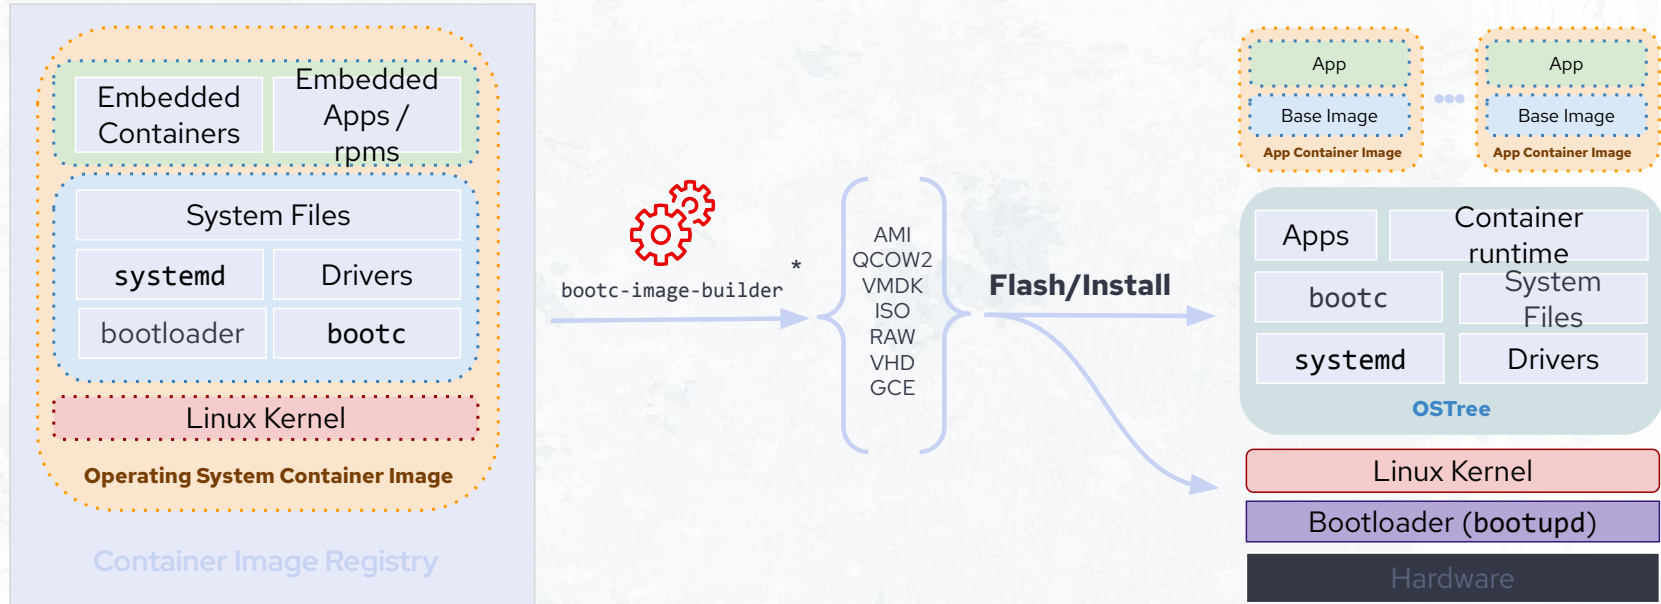 Embedded
Containers
Embedded
Apps /
rpms
System Files
systemd
Drivers
bootloader
bootc
Linux Kernel
Operating System Container Image
Container Image Registry
*
bootc-image-builder
AMI
QCOW2
VMDK
ISO
RAW
VHD
GCE
Flash/Install
App
Base Image
App Container Image
App
Base Image
App Container Image
Apps
Container
runtime
bootc
System
Files
systemd
Drivers
OSTree
Linux Kernel
Bootloader (bootupd)
Hardware